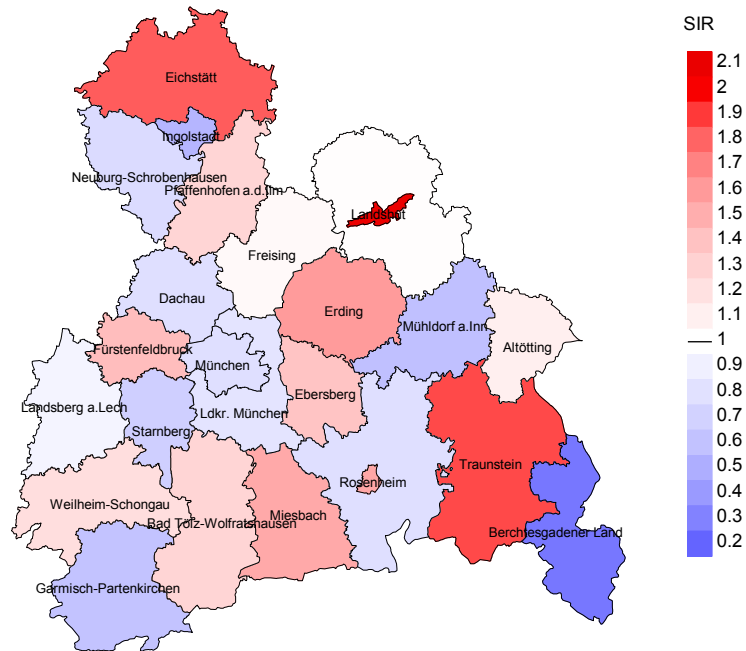 SIR
Eichstätt
Ingolstadt
Neuburg-Schrobenhausen
Pfaffenhofen a.d.Ilm
Landshut
Freising
Dachau
Erding
Mühldorf a.Inn
Altötting
Fürstenfeldbruck
München
Ebersberg
Landsberg a.Lech
Ldkr. München
Starnberg
Traunstein
Rosenheim
Weilheim-Schongau
Miesbach
Bad Tölz-Wolfratshausen
Berchtesgadener Land
Garmisch-Partenkirchen
2.1
2
1.9
1.8
1.7
1.6
1.5
1.4
1.3
1.2
1.1
1
0.9
0.8
0.7
0.6
0.5
0.4
0.3
0.2